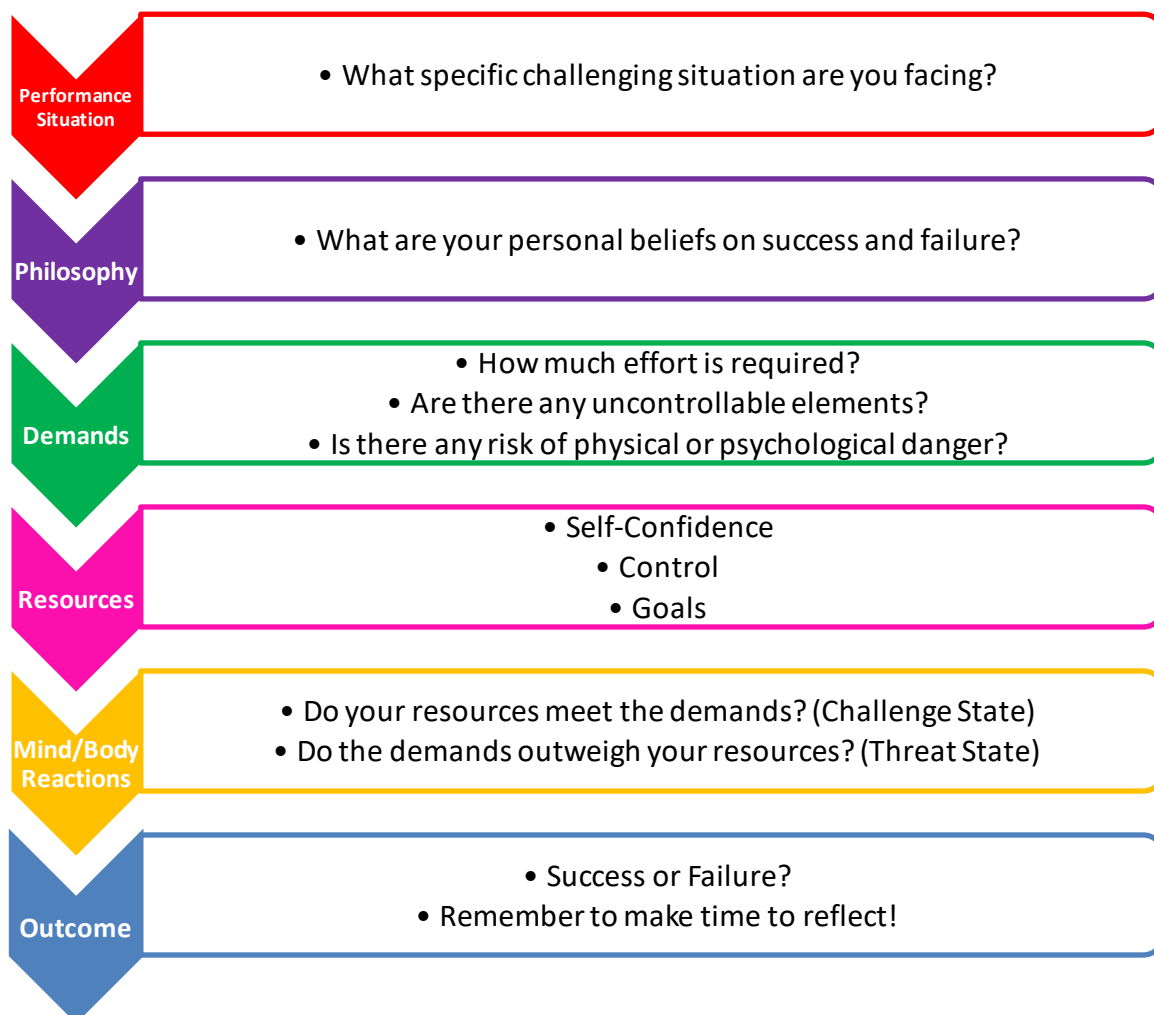 Performance
Situation
• What specific challenging situation are you facing?
Philosophy
• What are your personal beliefs on success and failure?
Demands
• How much effort is required?
• Are there any uncontrollable elements?
• Is there any risk of physical or psychological danger?
Resources
• Self-Confidence
• Control
• Goals
Mind/Body
Reactions
• Do your resources meet the demands? (Challenge State)
• Do the demands outweigh your resources? (Threat State)
Outcome
• Success or Failure?
• Remember to make time to reflect!